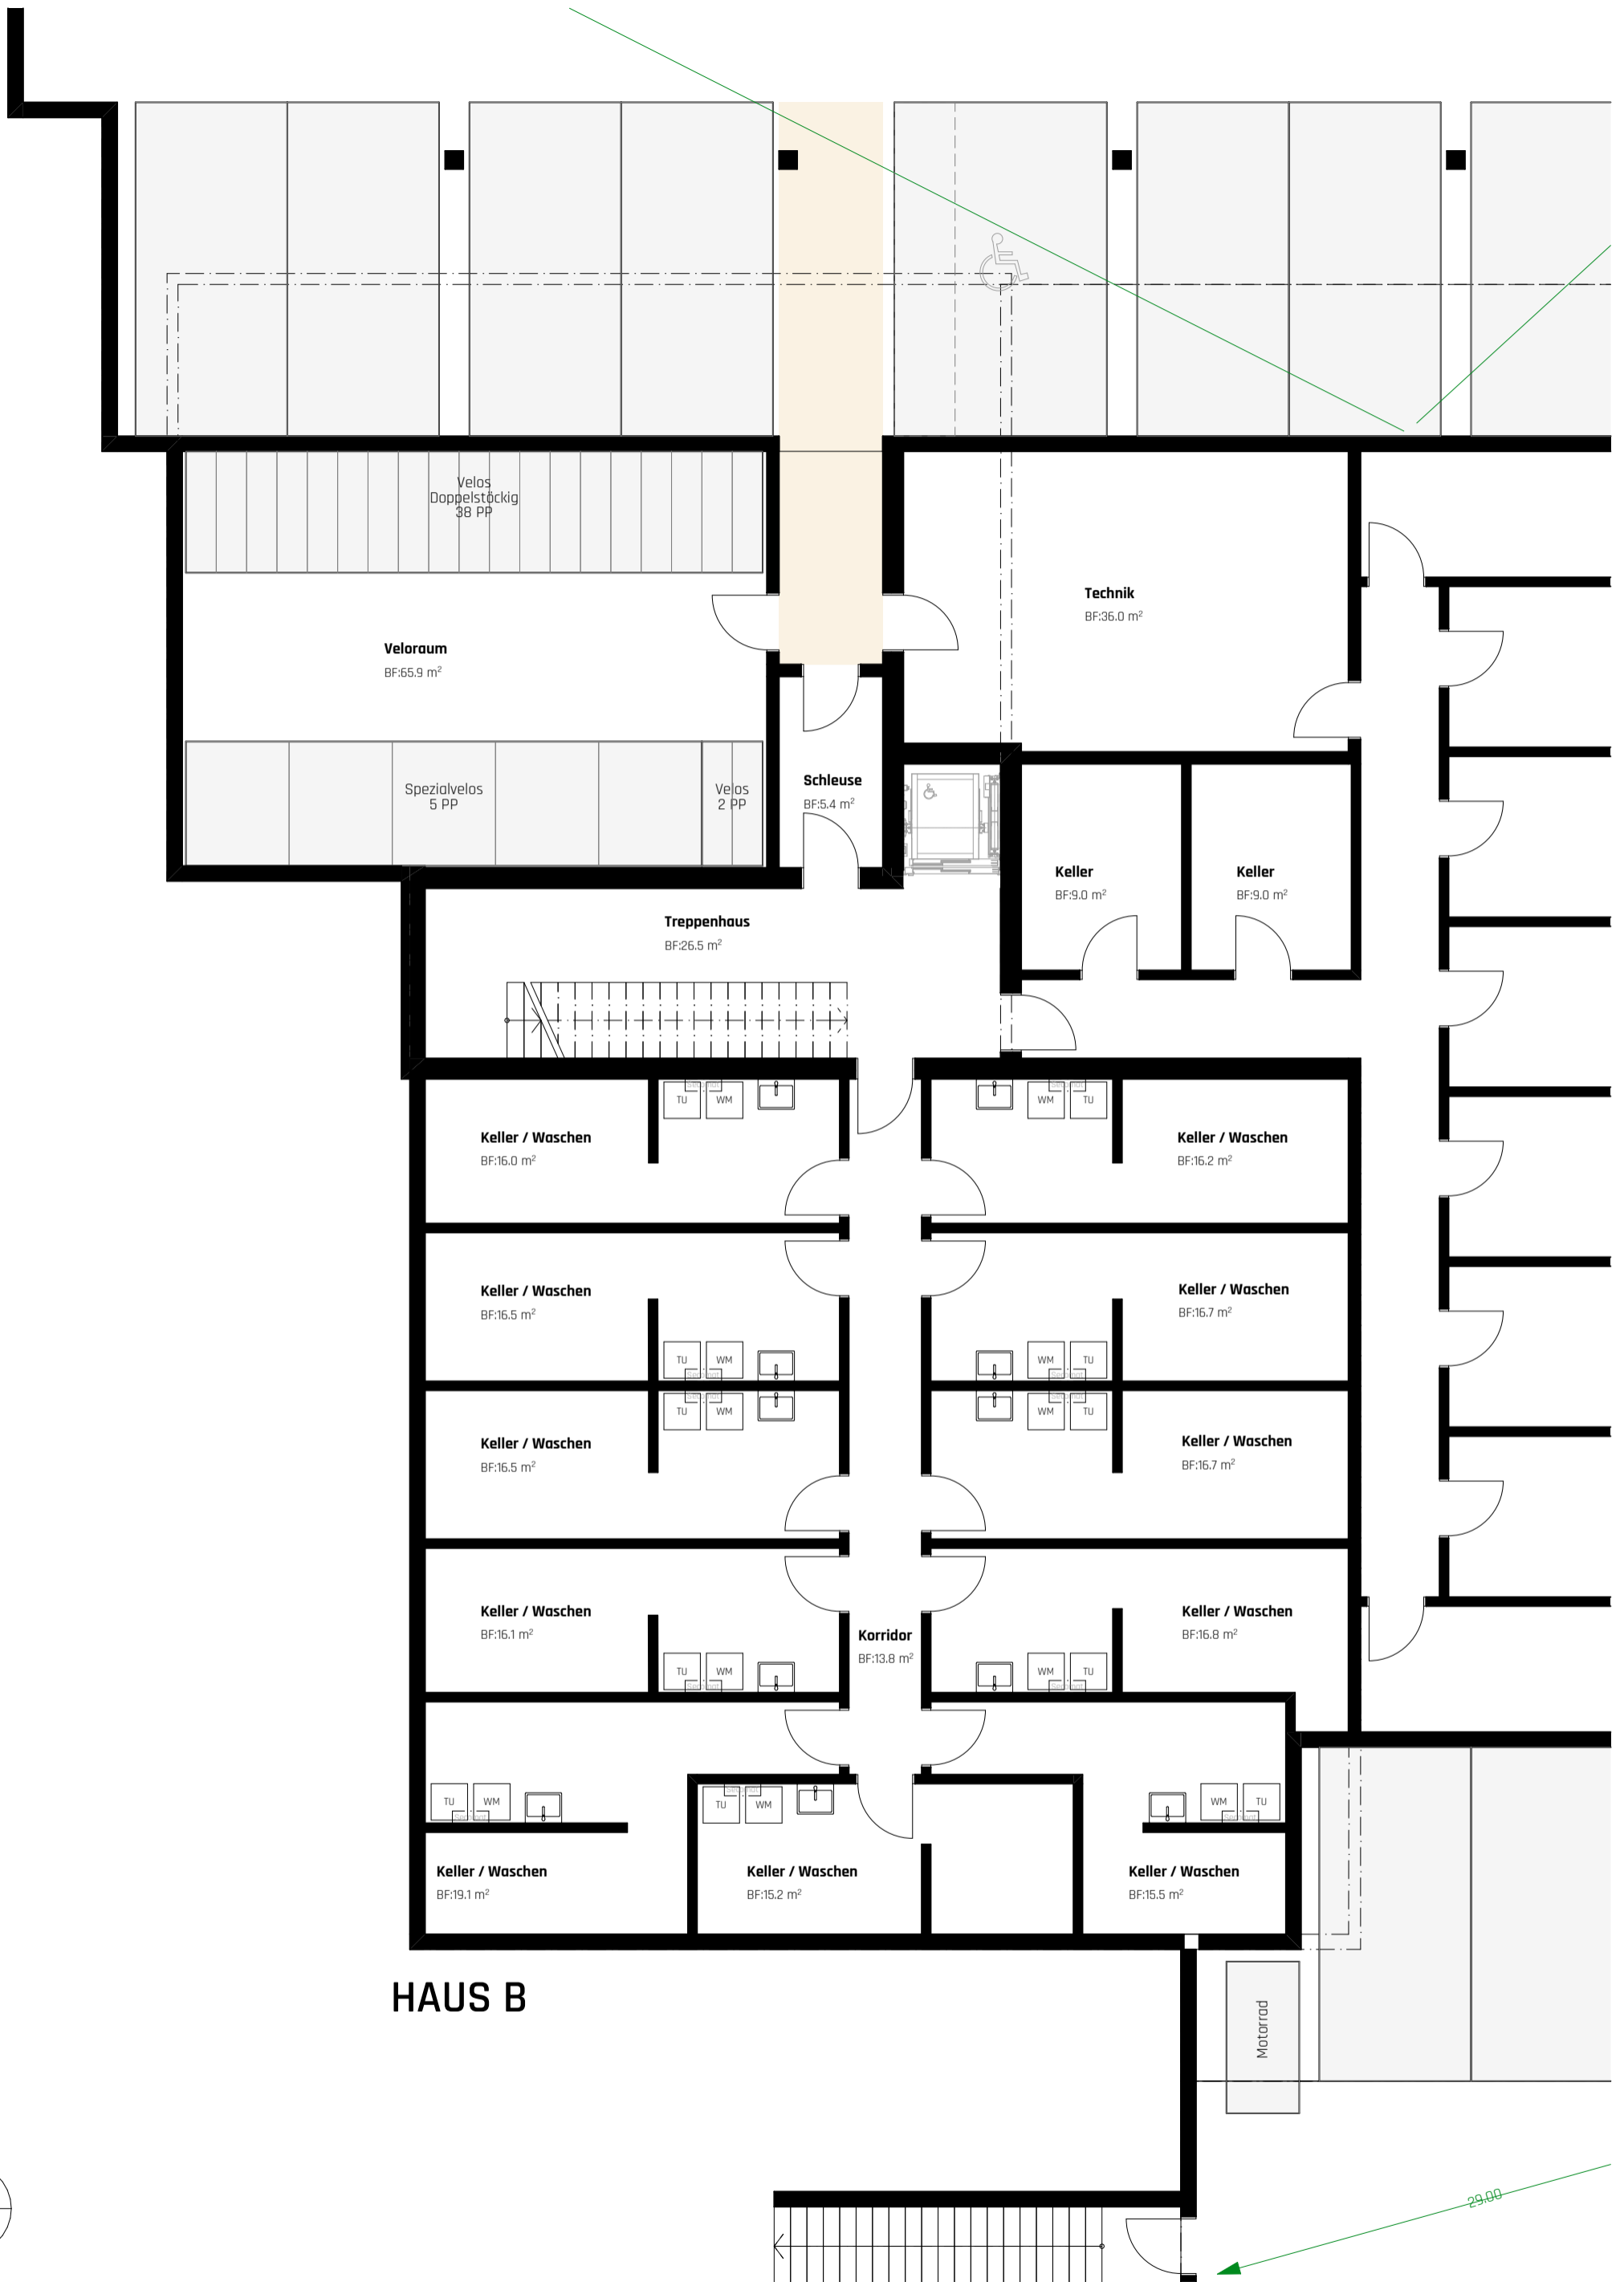 Velos
Doppelstöckig
38 PP
Technik
BF:36.0 m²
Veloraum
BF:65.9 m²
Spezialvelos
5 PP
Velos
2 PP
Schleuse
BF:5.4 m²
Keller
BF:9.0 m²
Keller
BF:9.0 m²
Treppenhaus
BF:26.5 m²
TU
WM
WM
TU
Keller / Waschen
BF:16.0 m²
Keller / Waschen
BF:16.2 m²
Keller / Waschen
BF:16.5 m²
Keller / Waschen
BF:16.7 m²
TU
WM
WM
TU
TU
WM
WM
TU
Keller / Waschen
BF:16.5 m²
Keller / Waschen
BF:16.7 m²
Keller / Waschen
BF:16.1 m²
Korridor
BF:13.8 m²
Keller / Waschen
BF:16.8 m²
TU
WM
WM
TU
TU
WM
TU
WM
WM
TU
Keller / Waschen
BF:19.1 m²
Keller / Waschen
BF:15.2 m²
Keller / Waschen
BF:15.5 m²
HAUS B
Motorrad
29.00